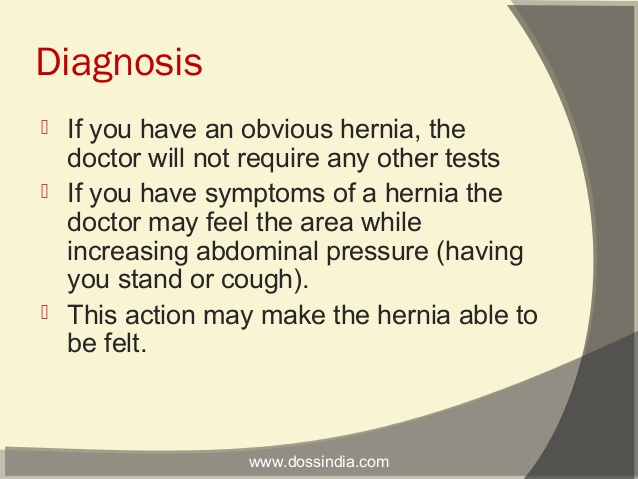 Diagnosis
If you have an obvious hernia, the
doctor will not require any other tests
If you have symptoms of a hernia the
doctor may feel the area while
increasing abdominal pressure (having
you stand or cough).
This action may make the hernia able to
be felt.
www.dossindia.com